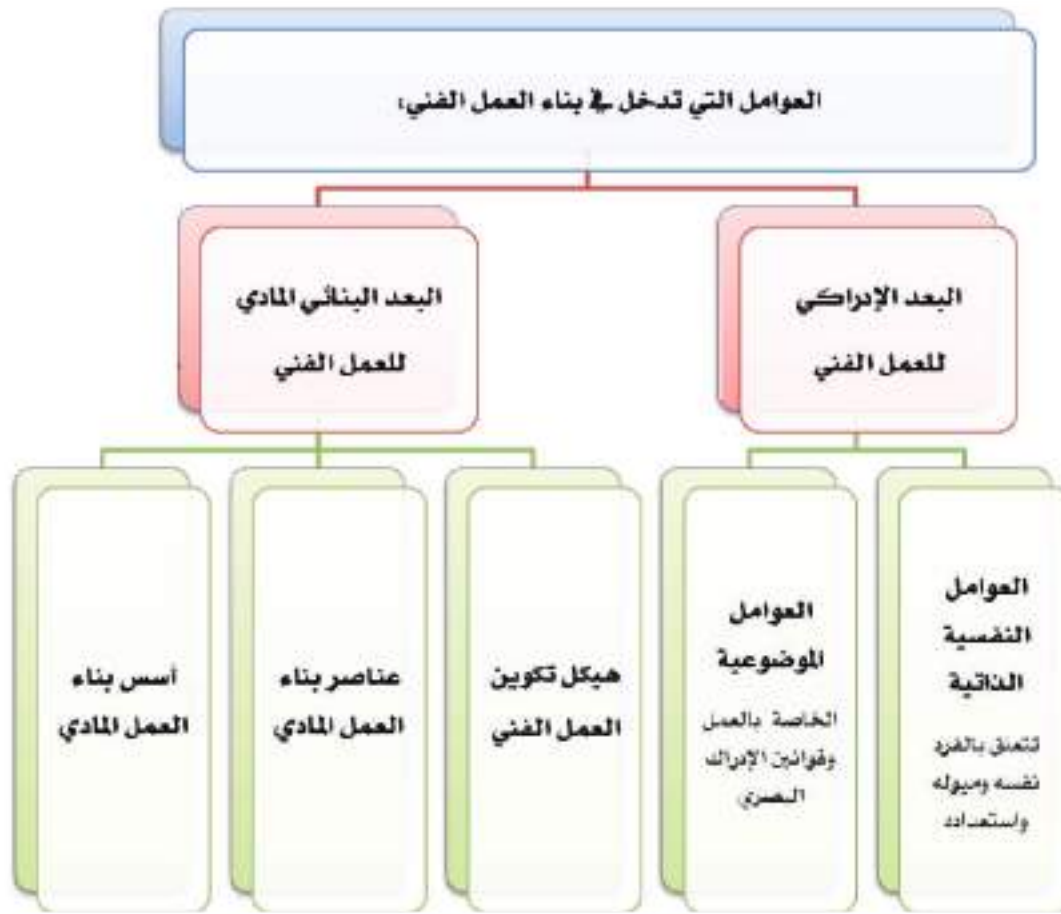 العوامل التي تدخل في بناء العمل الفني:
البعد الإدراكي
للعمل الفني
البعد البنائي المادي
للعمل الفني
العوامل
النفسية
الذاتية
تتعلق بالفرد
نفسه وميوله
واستعداده
العوامل
الموضوعية
الخاصة بالعمل
وقوانين الإدراك
البصري
هيكل تكوين
العمل الفني
عناصر بناء
العمل المادي
أسس بناء
العمل المادي